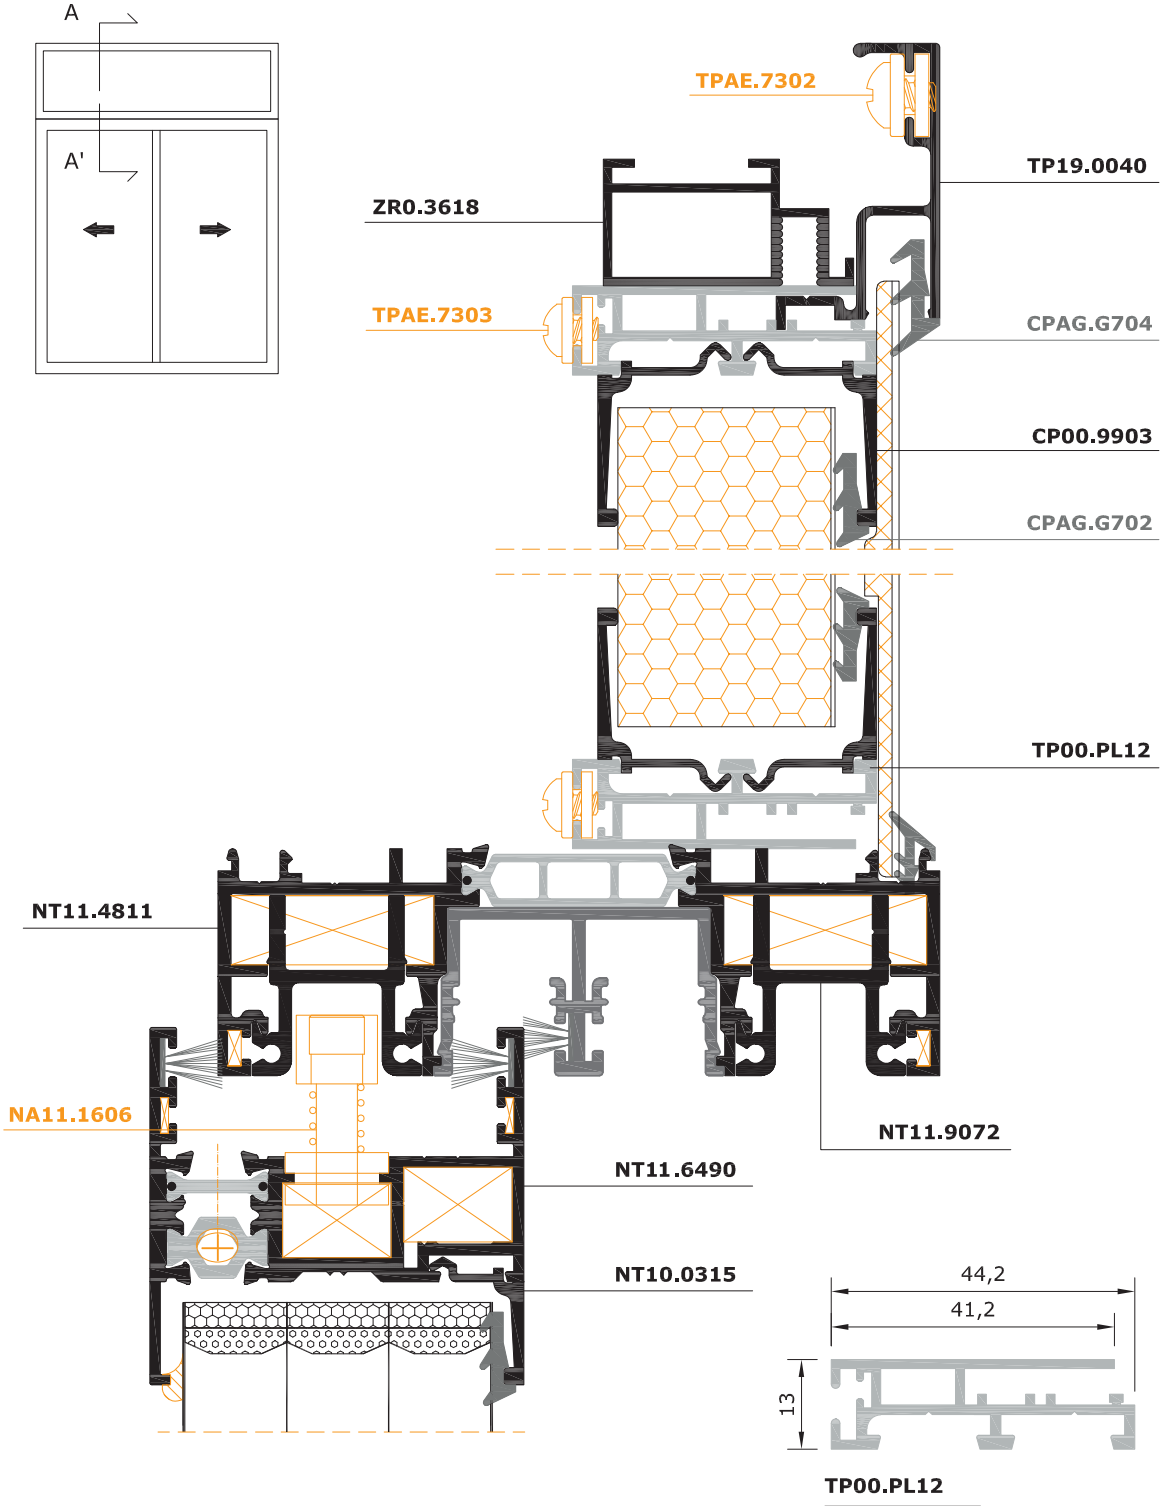 A
TPAE.7302
A'
TP19.0040
ZR0.3618
TPAE.7303
CPAG.G704
CP00.9903
CPAG.G702
TP00.PL12
NT11.4811
NA11.1606
NT11.9072
NT11.6490
NT10.0315
44,2
41,2
13
TP00.PL12